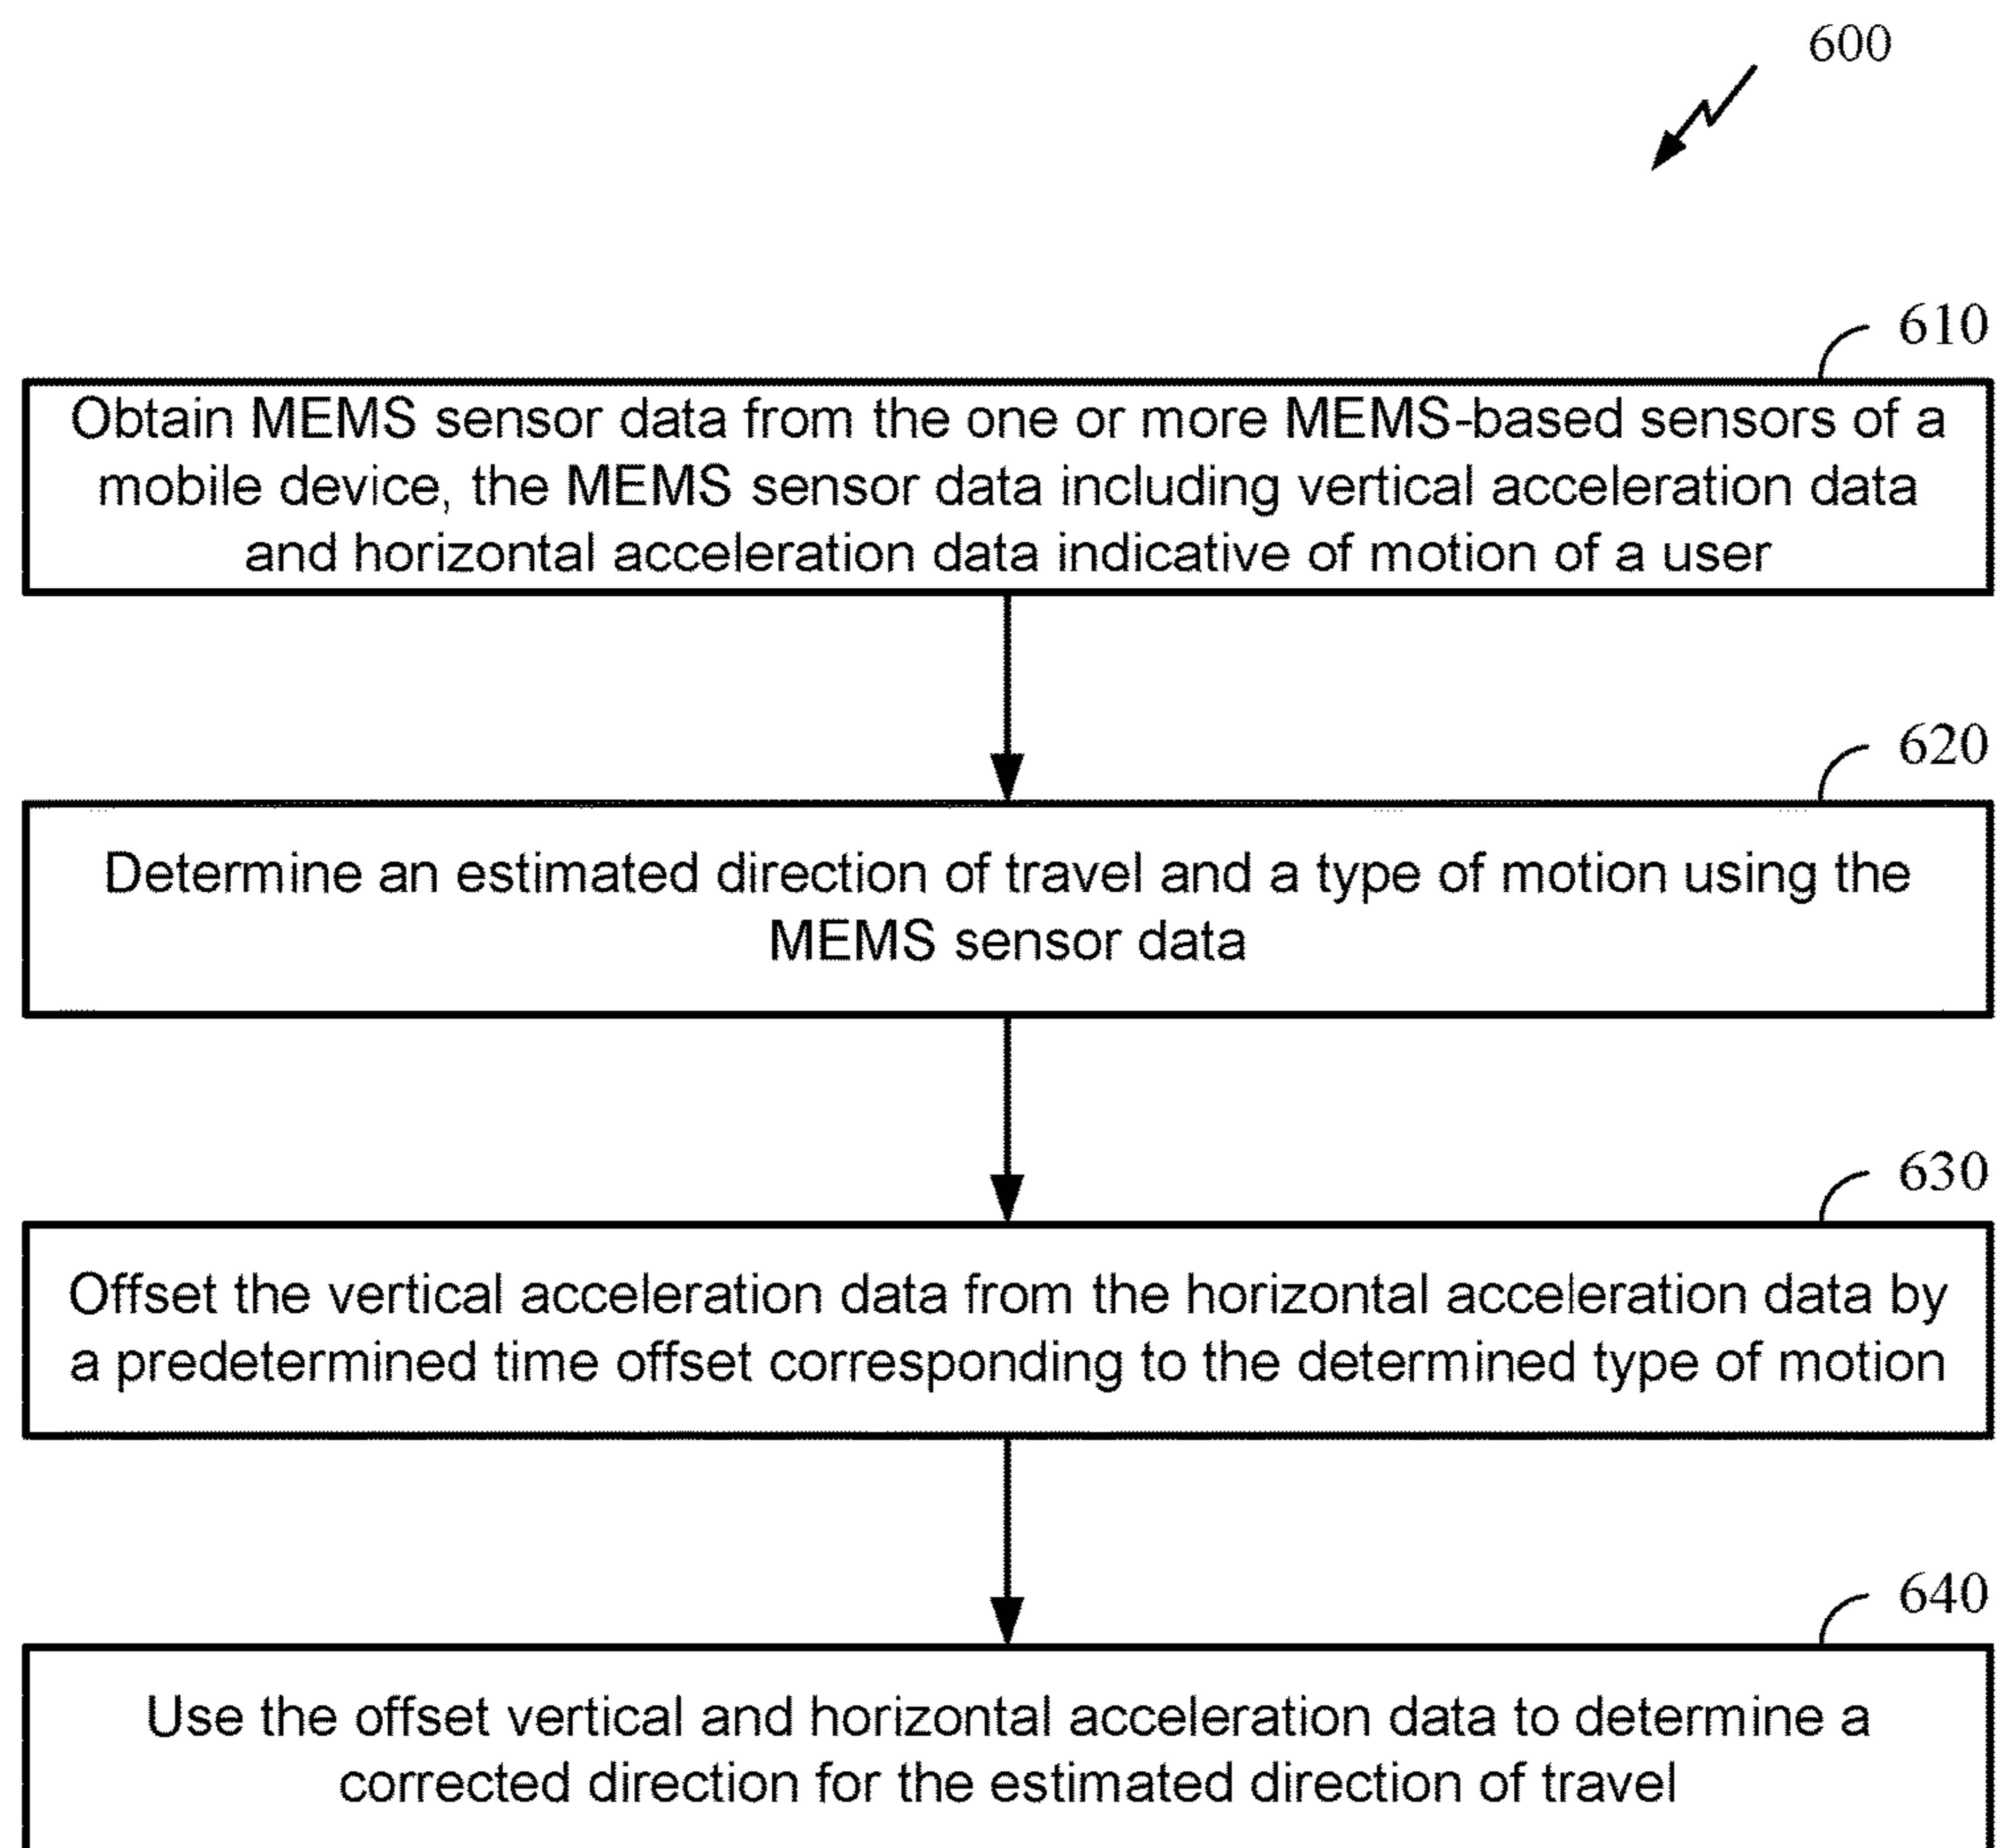 600
610
Obtain MEMS sensor data from the one or more MEMS-based sensors of a
mobile device, the MEMS sensor data including vertical acceleration data
and horizontal acceleration data indicative of motion of a user
620
Determine an estimated direction of travel and a type of motion using the
MEMS sensor data
630
Offset the vertical acceleration data from the horizontal acceleration data by
a predetermined time offset corresponding to the determined type of motion
640
Use the offset vertical and horizontal acceleration data to determine a
corrected direction for the estimated direction of travel